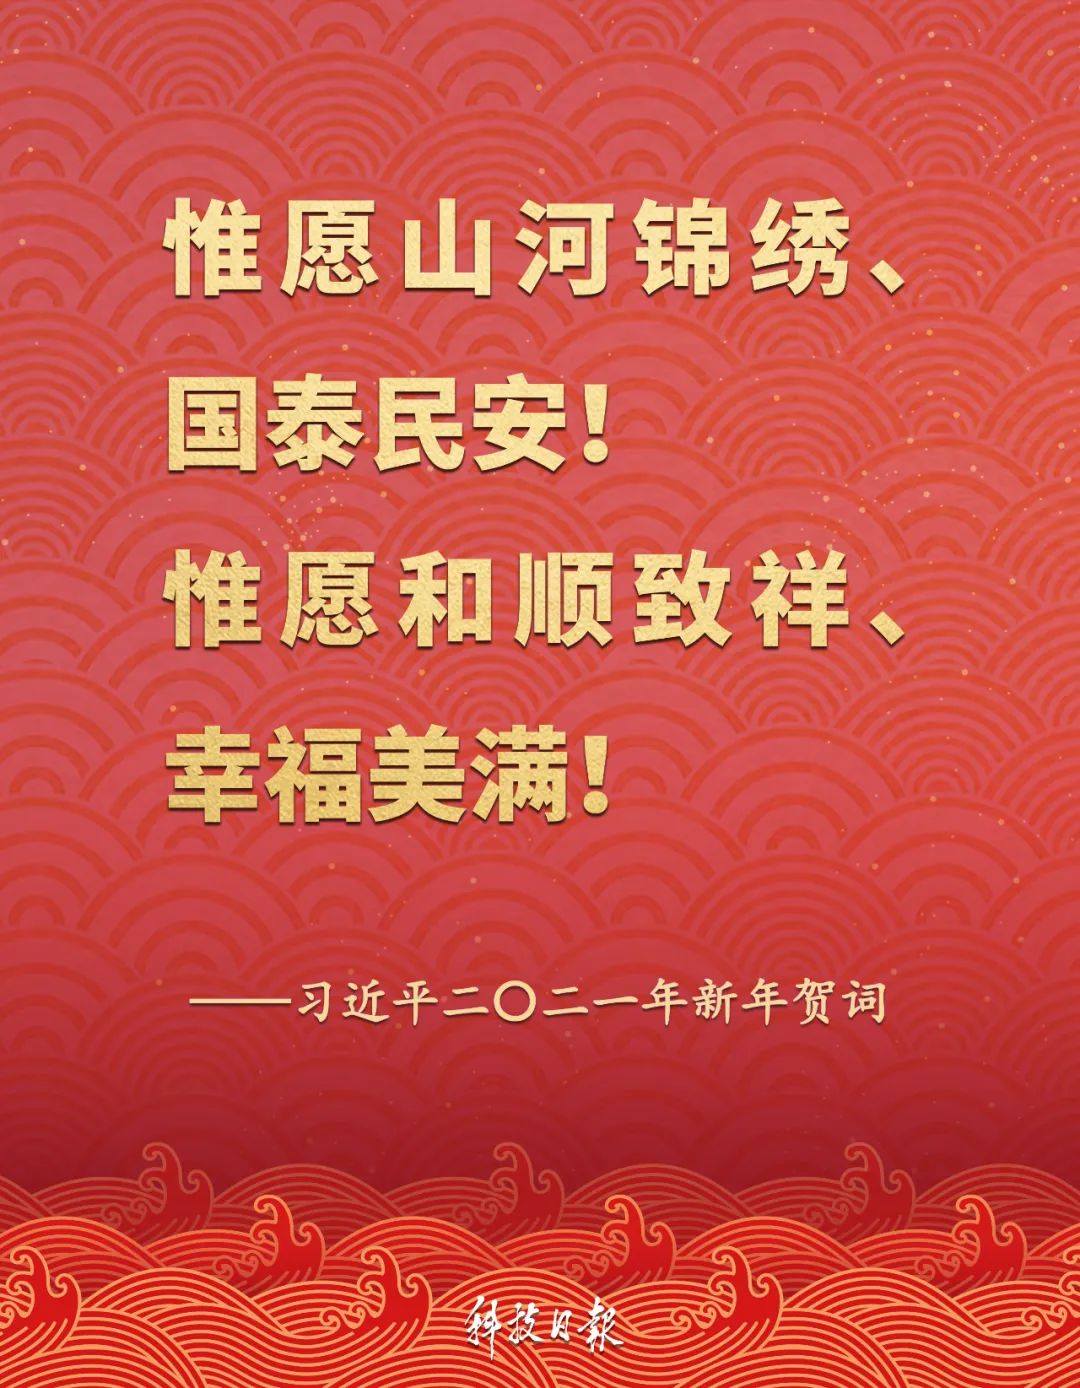 惟愿山河锦绣、
国泰民安！
惟愿和顺致祥、
幸福美满！
——习近平二〇二一年新年贺词
科技日報